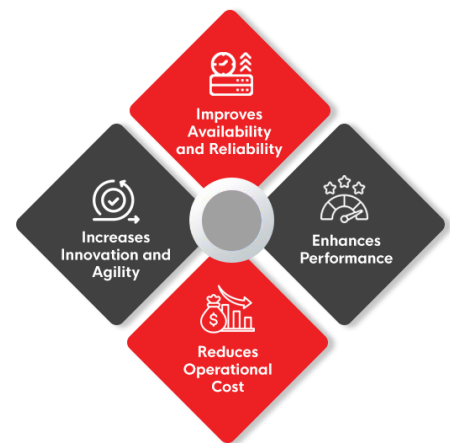 Improves
Availability
and Reliability
Increases
Innovation and
Agility
Enhances
Performance
$
Reduces
Operational
Cost